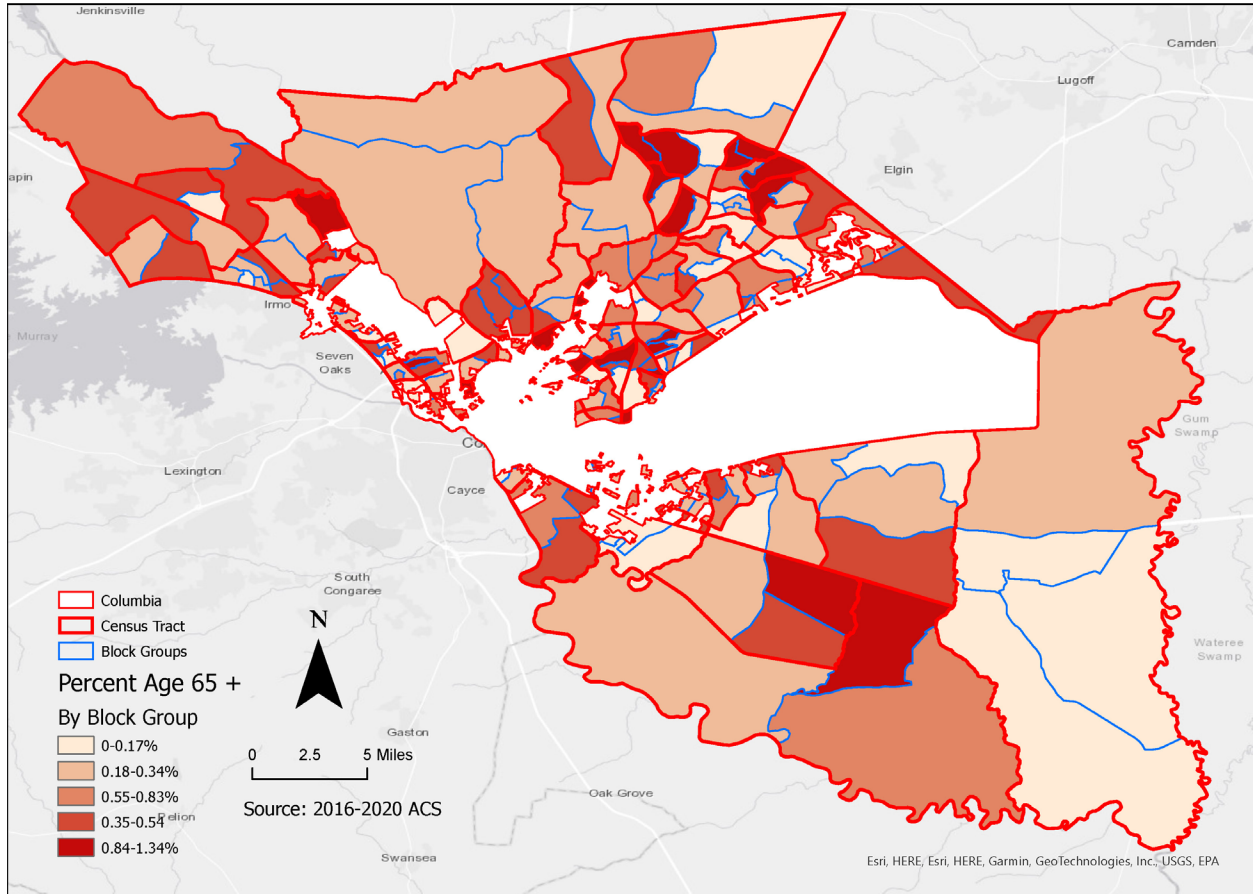 Jenkinsville
Camden
Lugoff
Elgin
apin
Irmo
Murray
Seven
Oaks
Gum
Swamp
Lexington
Co
Cayce
South
Congaree
Wateree
Swamp
Columbia
Census Tract
Block Groups
N
Percent Age 65 +
By Block Group
0-0.17%
0.18-0.34%
0.55-0.83%
0.35-0.54
0.84-1.34%
0 2.5 5 Miles
Source: 2016-2020 ACS
Gaston
Pelion
Oak Grove
Swansea
Esri, HERE, Esri, HERE, Garmin, GeoTechnologies, Inc., USGS, EPA